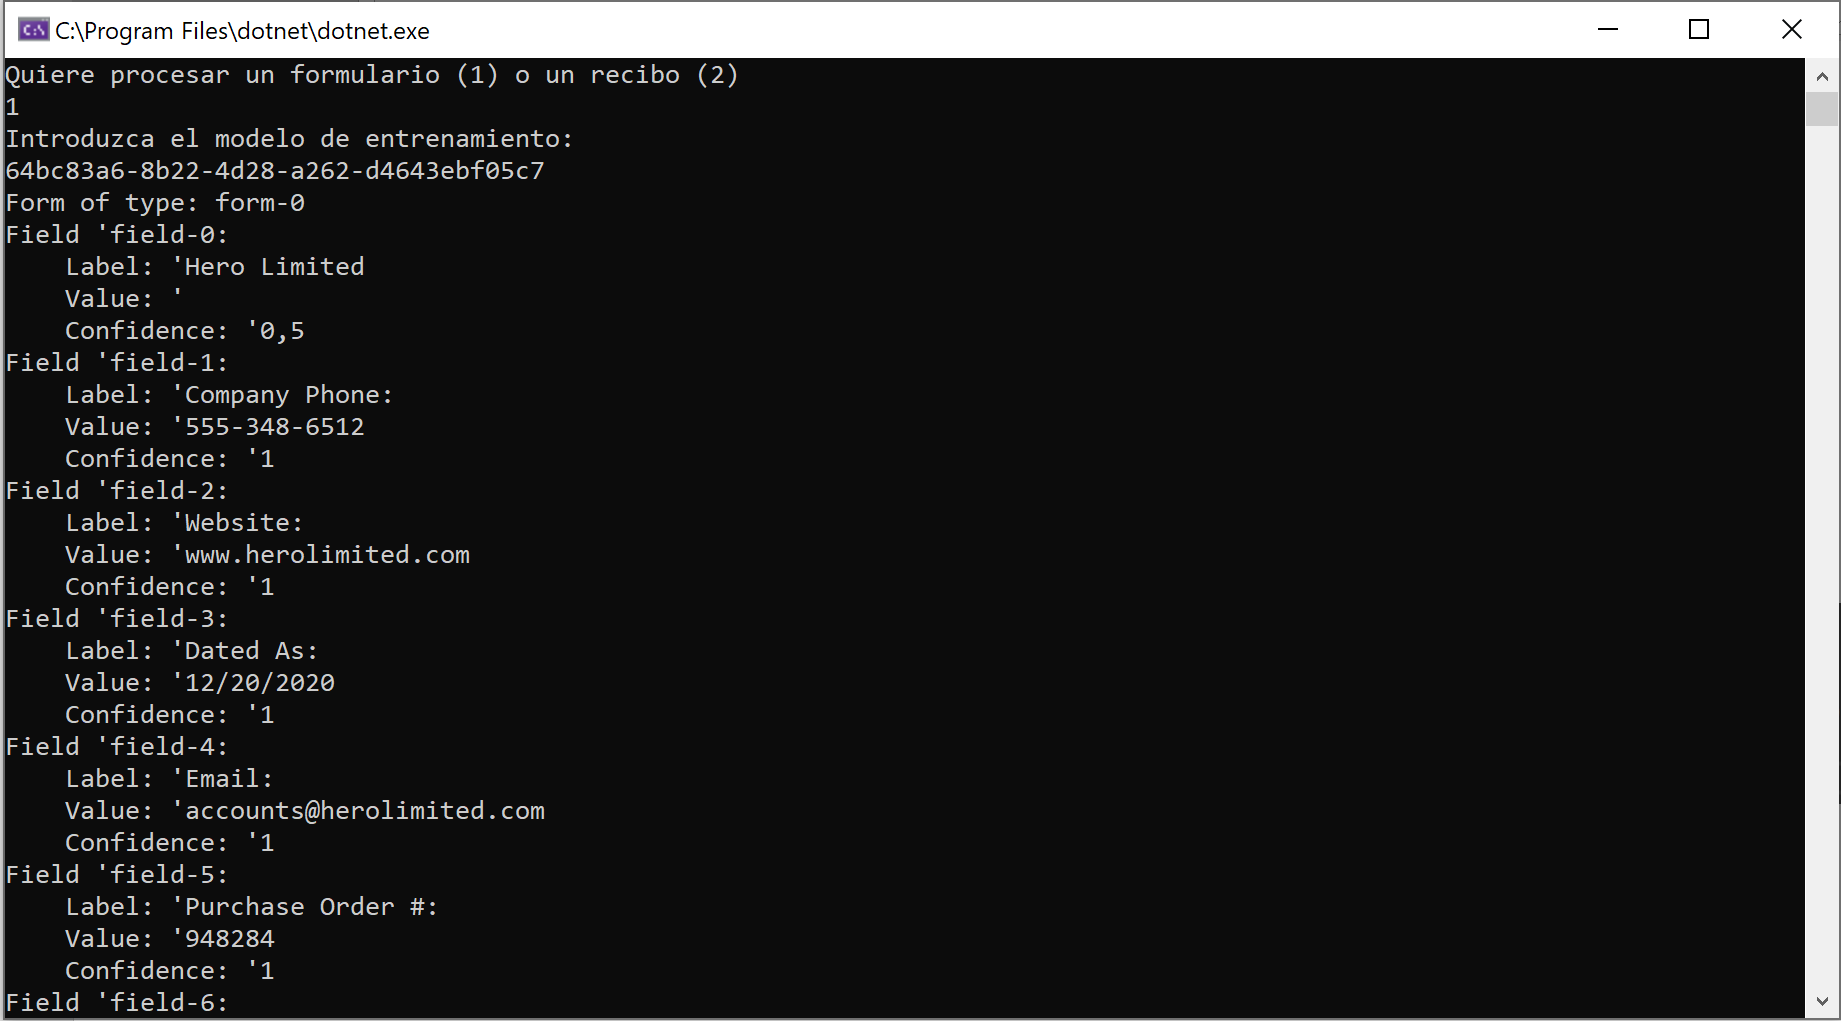 C:\Program Files\dotnet\dotnet.exe
Quiere procesar un formulario (1) o un recibo (2)
1
Introduzca el modelo de entrenamiento:
64bc83a6-8b22-4d28-a262-d4643ebf05c7
Form of type: form-0
Field 'field-0:
    Label: 'Hero Limited
    Value: '
    Confidence: '0,5
Field 'field-1:
    Label: 'Company Phone:
    Value: '555-348-6512
    Confidence: '1
Field 'field-2:
    Label: 'Website:
    Value: 'www.herolimited.com
    Confidence: '1
Field 'field-3:
    Label: 'Dated As:
    Value: '12/20/2020
    Confidence: '1
Field 'field-4:
    Label: 'Email:
    Value: 'accounts@herolimited.com
    Confidence: '1
Field 'field-5:
    Label: 'Purchase Order #:
    Value: '948284
    Confidence: '1
Field 'field-6: